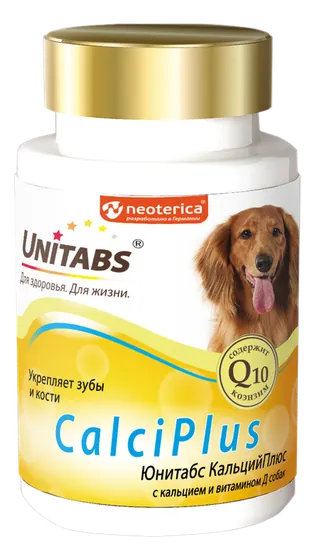 neoterica
разработано в Германии
UNITABS®
Для здоровья. Для жизни.
содержит
Q10
коэнзим
Укрепляет зубы
и кости
CalciPlus
Юнитабс КальцийПлюс
с кальцием и витамином Д собак